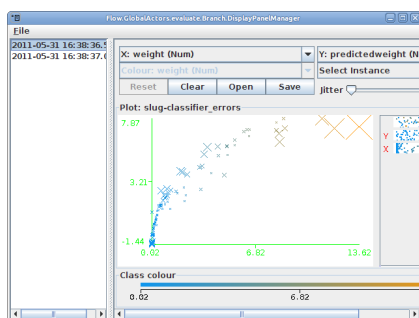 Flow.GlobalActors.evaluate.Branch.DisplayPanelManager
File
2011-05-31 16:38:36.5
2011-05-31 16:38:37.0
X: weight (Num)
Y: predictedweight (N
Colour: weight (Num)
Select Instance
Reset
Clear
Open
Save
Jitter
Plot: slug-classifier_errors
7.87
3.21
-1.44
0.02
6.82
13.62
Y
X
Class colour
0.02
6.82